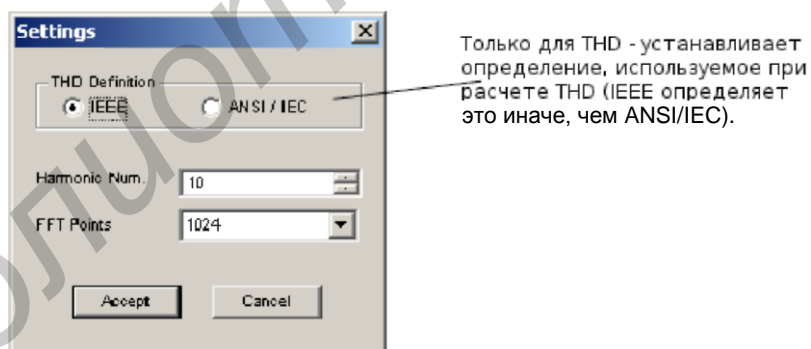 Settings
Только для THD - устанавливает
определение, используемое при
расчете THD (IEEE определяет
это иначе, чем ANSI/IEC).
THD Definition
IEEE ANSI / IEC
Harmonic Num. 10
FFT Points 1024
Accept Cancel